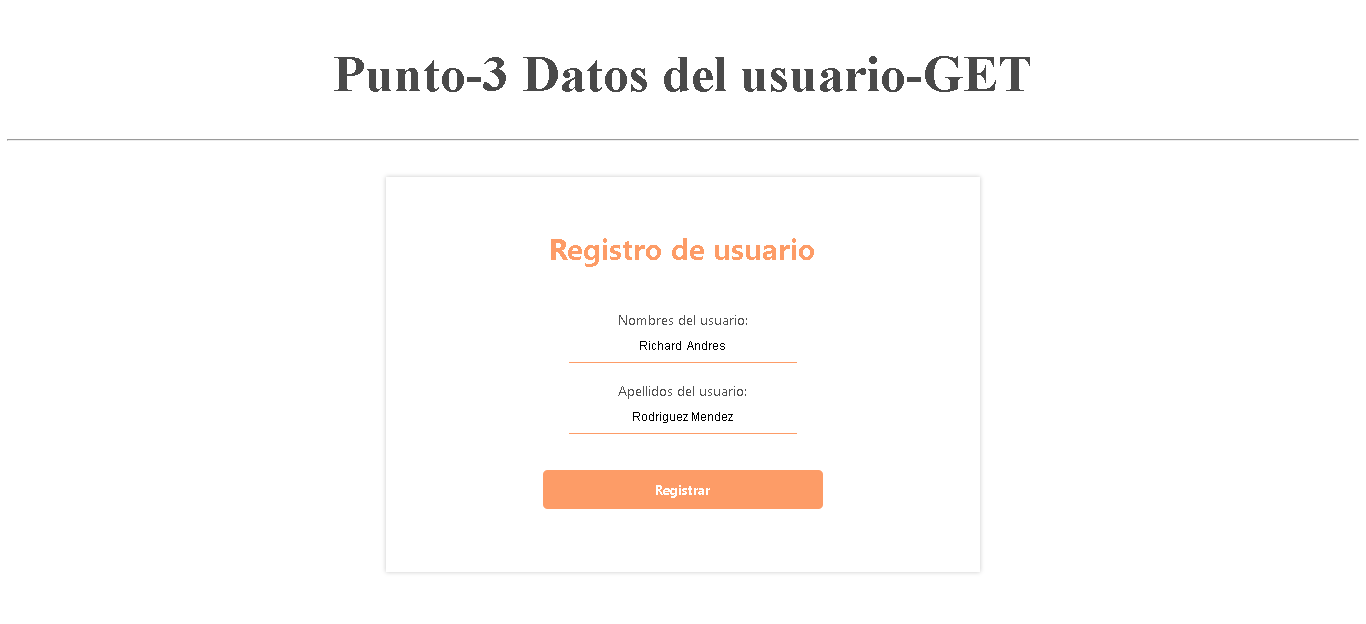 Punto-3 Datos del usuario-GET
Registro de usuario
Nombres del usuario:
Richard Andres
Apellidos del usuario:
Rodriguez Mendez
Registrar